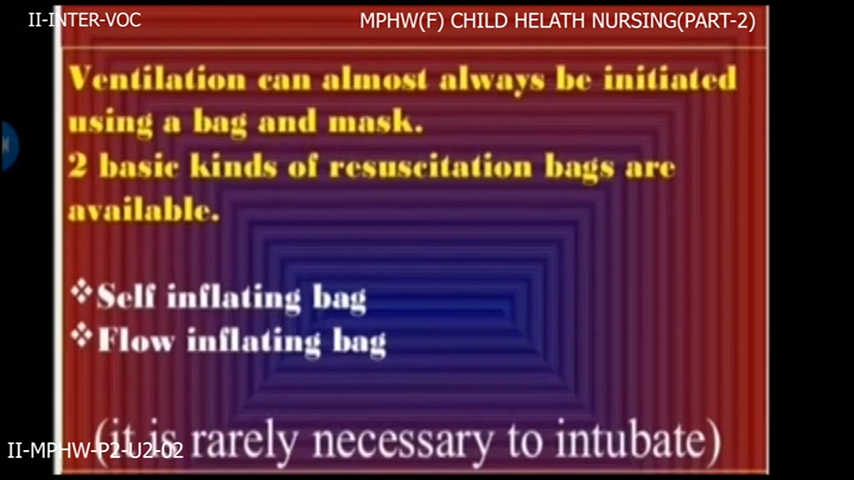 II-INTER-VOC
MPHW(F) CHILD HELATH NURSING(PART-2)
Ventilation can almost always be initiated
using a bag and mask.
2 basic kinds of resuscitation bags are
available.
❖Self inflating bag
❖Flow inflating bag
(it is rarely necessary to intubate)
II-MPHW-P2-U2-02